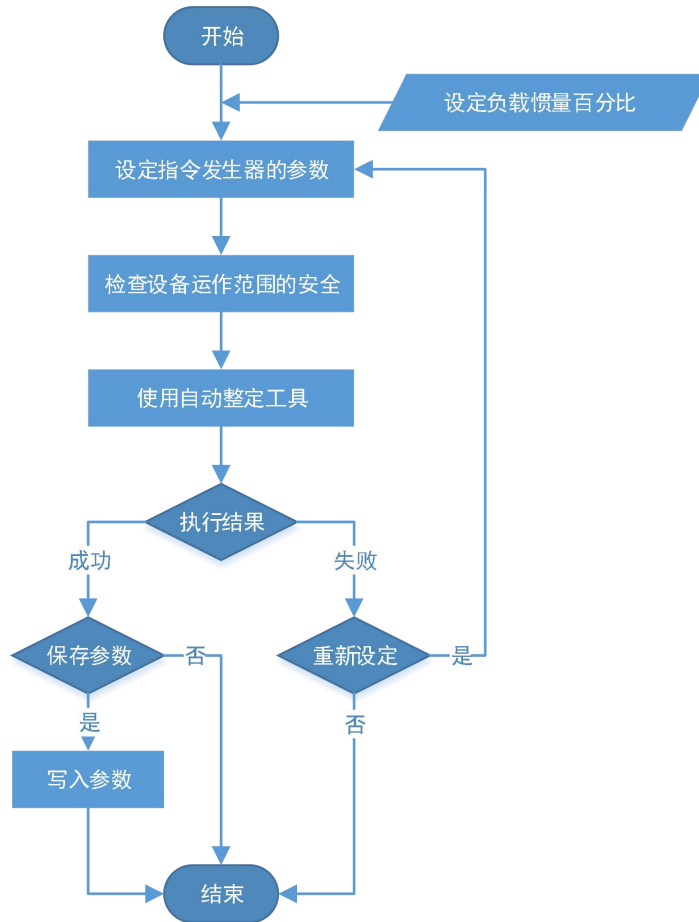 开始
设定负载惯量百分比
设定指令发生器的参数
检查设备运作范围的安全
使用自动整定工具
执行结果
成功
失败
保存参数
否
重新设定
是
是
否
写入参数
结束